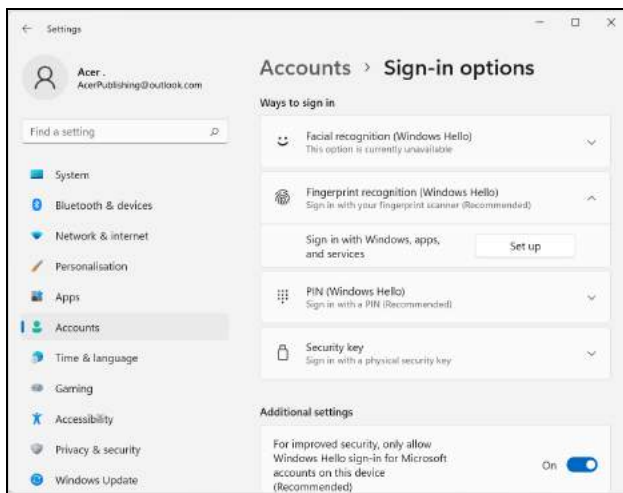 Settings
Acer .
AcerPublishing@outlook.com
Find a setting
System
Bluetooth & devices
Network & internet
Personalisation
Apps
Accounts
Time & language
Gaming
Accessibility
Privacy & security
Windows Update
Accounts > Sign-in options
Ways to sign in
Facial recognition (Windows Hello)
This option is currently unavailable
Fingerprint recognition (Windows Hello)
Sign in with your fingerprint scanner (Recommended)
Sign in with Windows, apps,
and services
Set up
PIN (Windows Hello)
Sign in with a PIN (Recommended)
Security key
Sign in with a physical security key
Additional settings
For improved security, only allow
Windows Hello sign-in for Microsoft
accounts on this device
(Recommended)
On